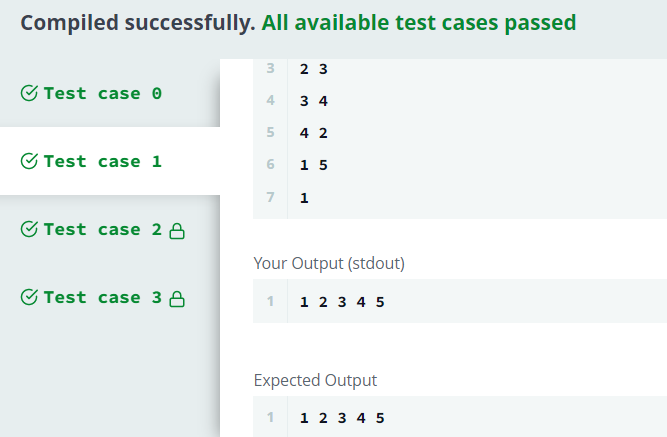 Compiled successfully. All available test cases passed
Test case 0
Test case 1
Test case 2
Test case 3
3 2 3
4 3 4
5 4 2
6 1 5
7 1
Your Output (stdout)
1 1 2 3 4 5
Expected Output
1 1 2 3 4 5